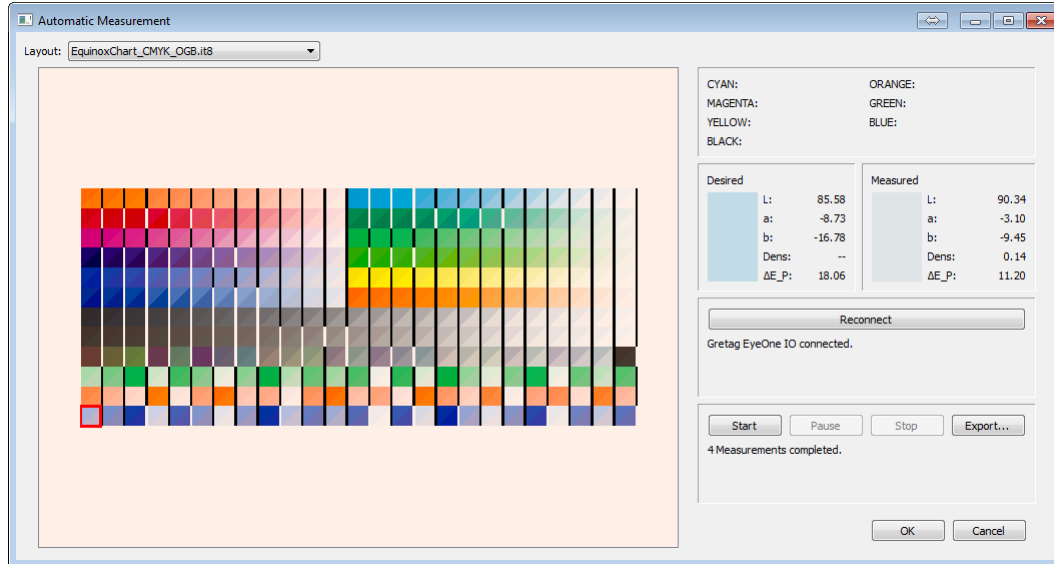 Automatic Measurement
Layout: EquinoxChart_CMYK_OGB.it8
CYAN: ORANGE:
MAGENTA: GREEN:
YELLOW: BLUE:
BLACK:
Desired Measured
L: 85.58 L: 90.34
a: -8.73 a: -3.10
b: -16.78 b: -9.45
Dens: -- Dens: 0.14
ΔE_P: 18.06 ΔE_P: 11.20
Reconnect
Gretag EyeOne IO connected.
Start Pause Stop Export...
4 Measurements completed.
OK Cancel